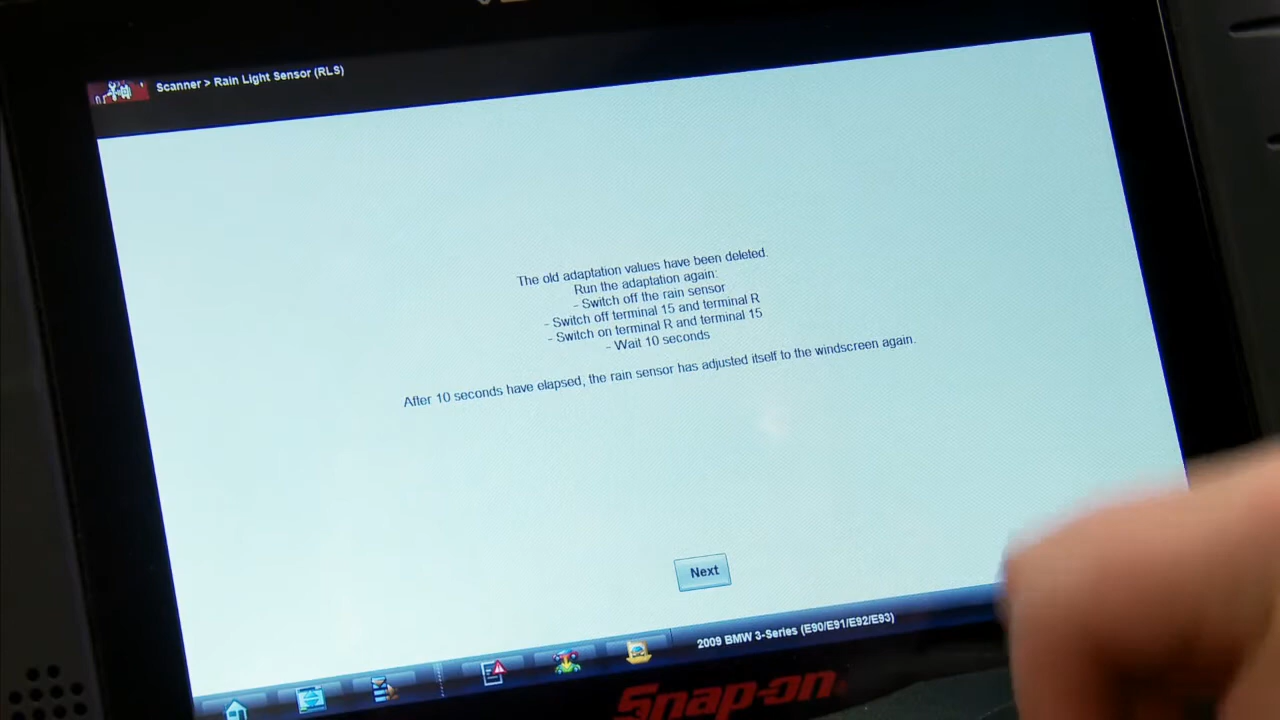 Scanner > Rain Light Sensor (RLS)
The old adaptation values have been deleted.
Run the adaptation again:
- Switch off the rain sensor
- Switch off terminal 15 and terminal R
- Switch on terminal R and terminal 15
- Wait 10 seconds
After 10 seconds have elapsed, the rain sensor has adjusted itself to the windscreen again.
Next
2009 BMW 3-Series (E90/E91/E92/E93)
Snap-on